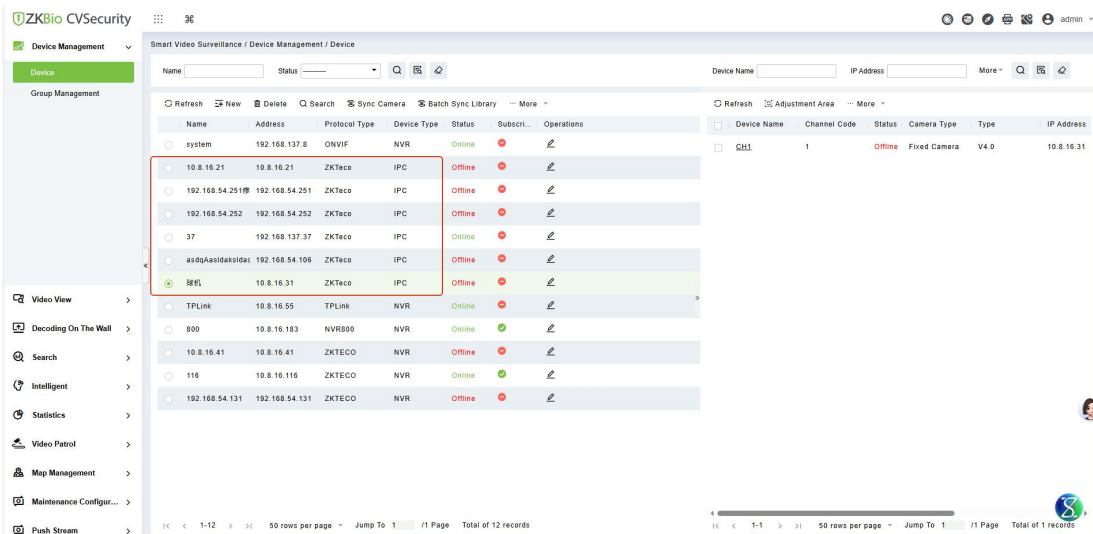 ZKBio CVSecurity
admin
Device Management
Device
Group Management
Video View
Decoding On The Wall
Search
Intelligent
Statistics
Video Patrol
Map Management
Maintenance Configur...
Push Stream
Smart Video Surveillance / Device Management / Device
Name Status ---------
Refresh New Delete Search Sync Camera Batch Sync Library ··· More
Name Address Protocol Type Device Type Status Subscri... Operations
system 192.168.137.8 ONVIF NVR Online
10.8.16.21 10.8.16.21 ZKTeco IPC Offline
192.168.54.251修 192.168.54.251 ZKTeco IPC Offline
192.168.54.252 192.168.54.252 ZKTeco IPC Offline
37 192.168.137.37 ZKTeco IPC Online
asdqAasldaksldas 192.168.54.106 ZKTeco IPC Offline
球机 10.8.16.31 ZKTeco IPC Offline
TPLink 10.8.16.55 TPLink NVR Online
800 10.8.16.183 NVR800 NVR Online
10.8.16.41 10.8.16.41 ZKTECO NVR Offline
116 10.8.16.116 ZKTECO NVR Online
192.168.54.131 192.168.54.131 ZKTECO NVR Offline
1-12 50 rows per page Jump To 1 /1 Page Total of 12 records
Device Name IP Address More
Refresh Adjustment Area ··· More
Device Name Channel Code Status Camera Type Type IP Address
CH1 1 Offline Fixed Camera V4.0 10.8.16.31
1-1 50 rows per page Jump To 1 /1 Page Total of 1 records